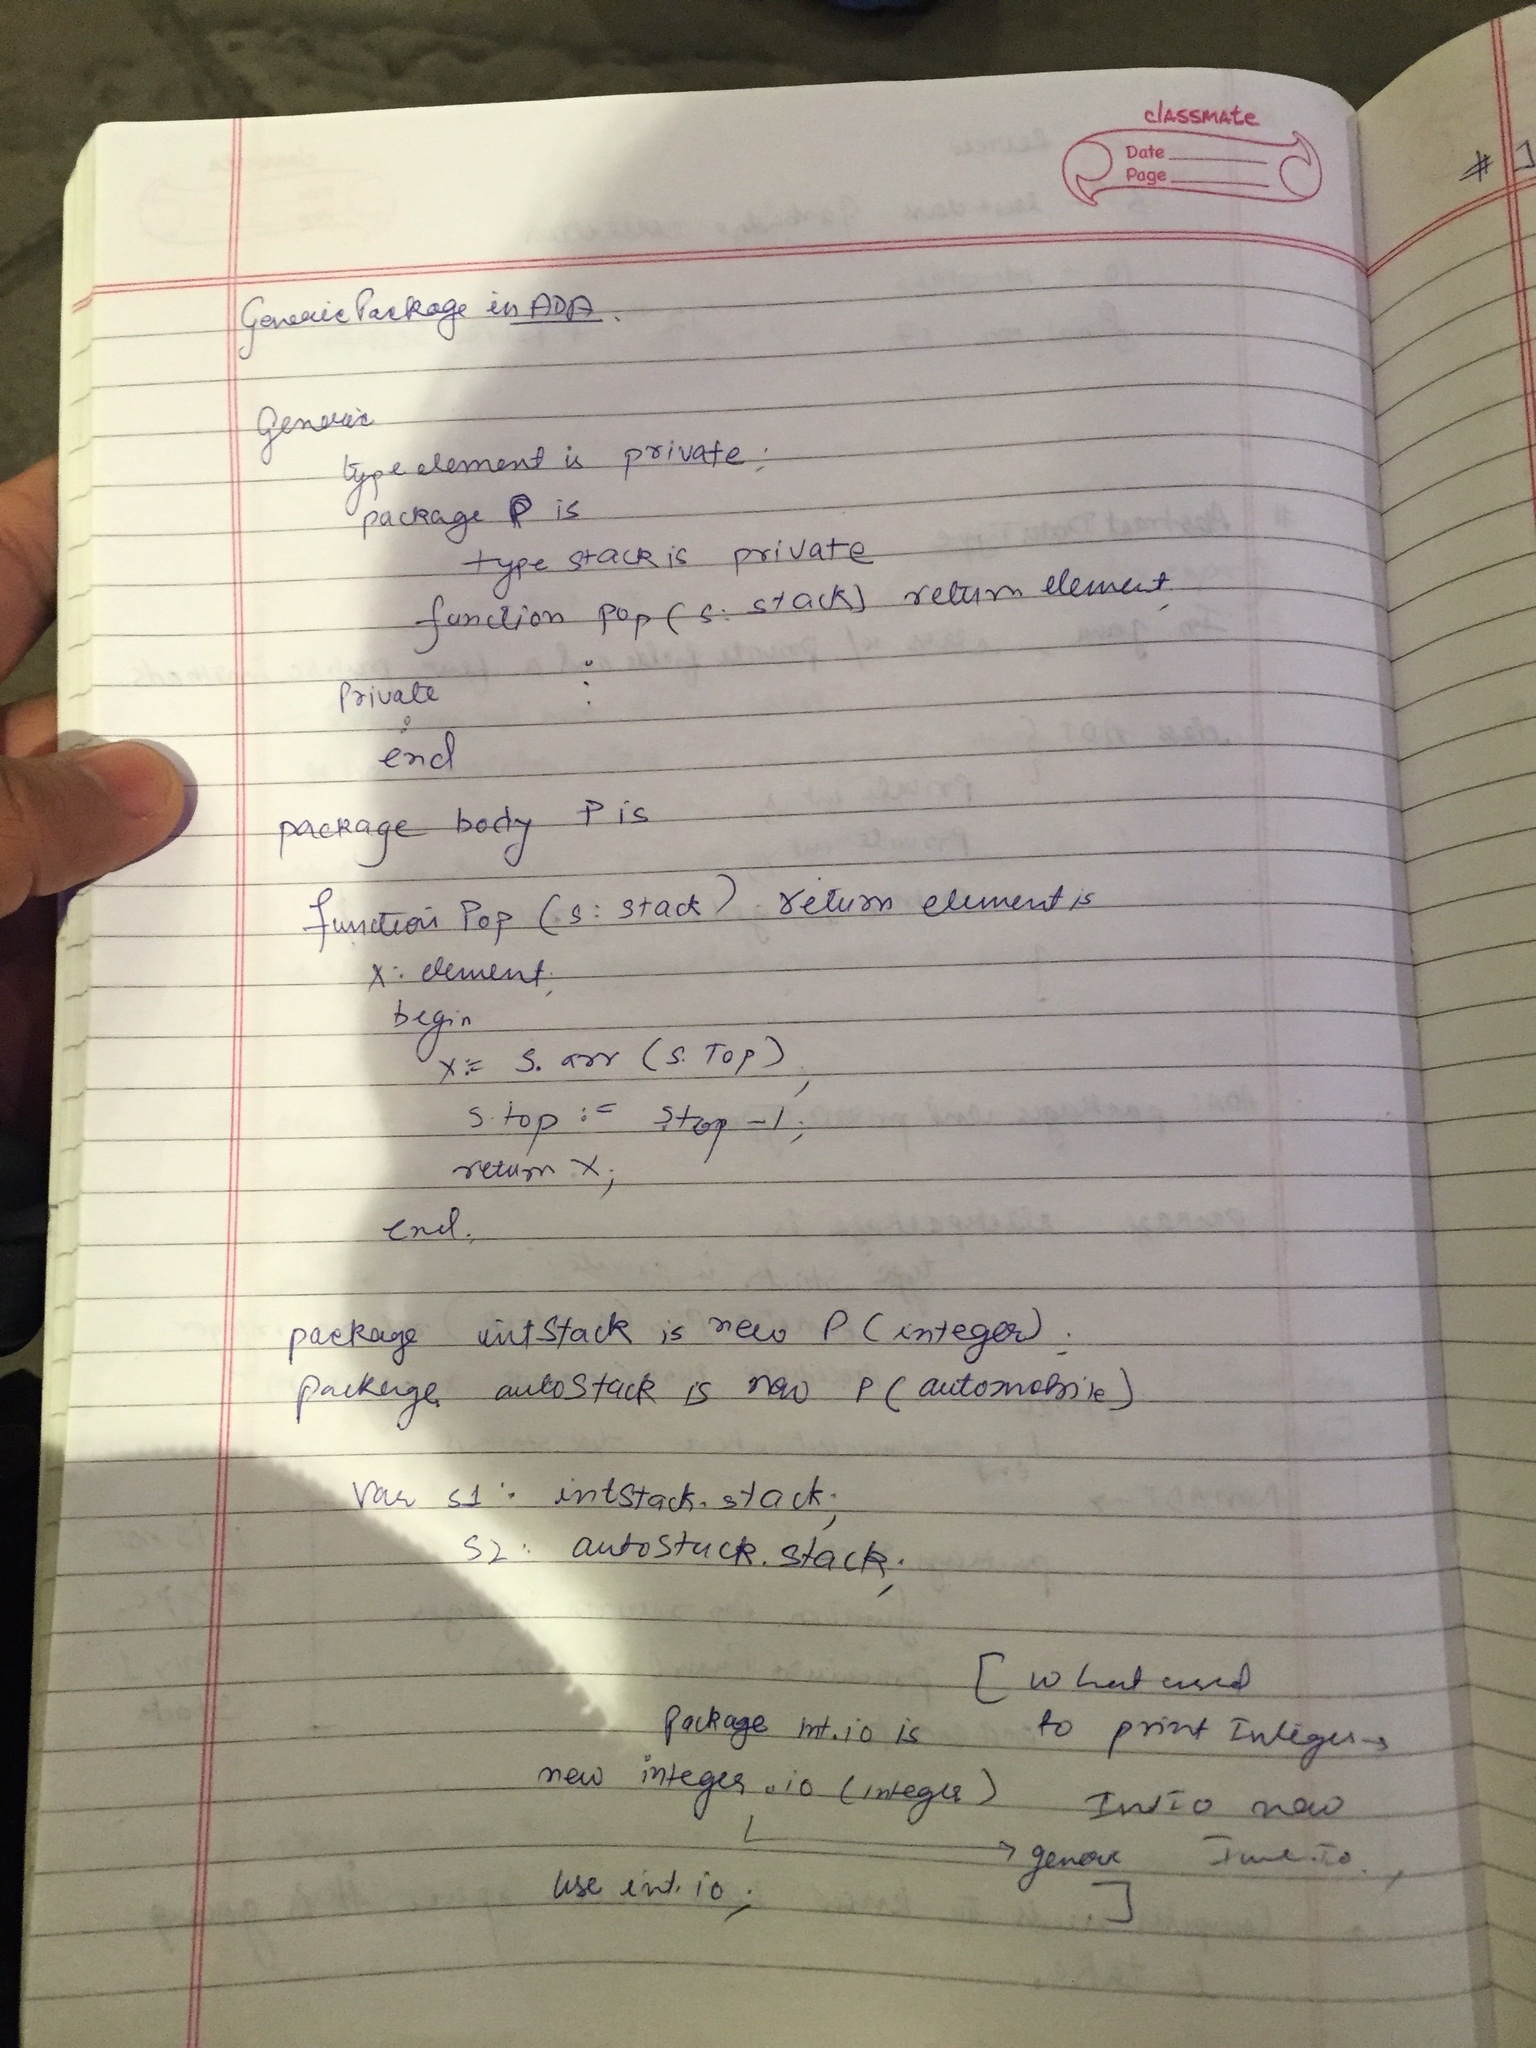 classmate
Date
Page
# 
Generic Package in ADA.
Generic
type element is private;
package P is
type stack is private
function pop (s: stack) return element;
:
private :
:
end
package body P is
function Pop (s: stack) return element is
x: element;
begin
x:= s. arr (s. Top);
s.top := s.top -1;
return x;
end.
package intStack is new P (integer).
package autoStack is new P (automobile)
Var s1: intStack. stack;
s2: autoStack. stack;
[ What used
package int.io is to print Integers
new integer.io (integer) IntIO new
use int.io; ]